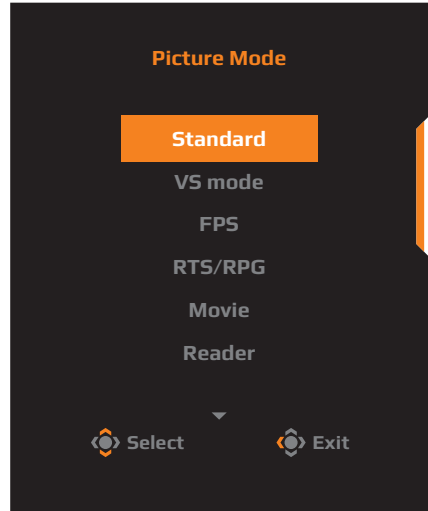 Picture Mode
Standard
VS mode
FPS
RTS/RPG
Movie
Reader
Select Exit